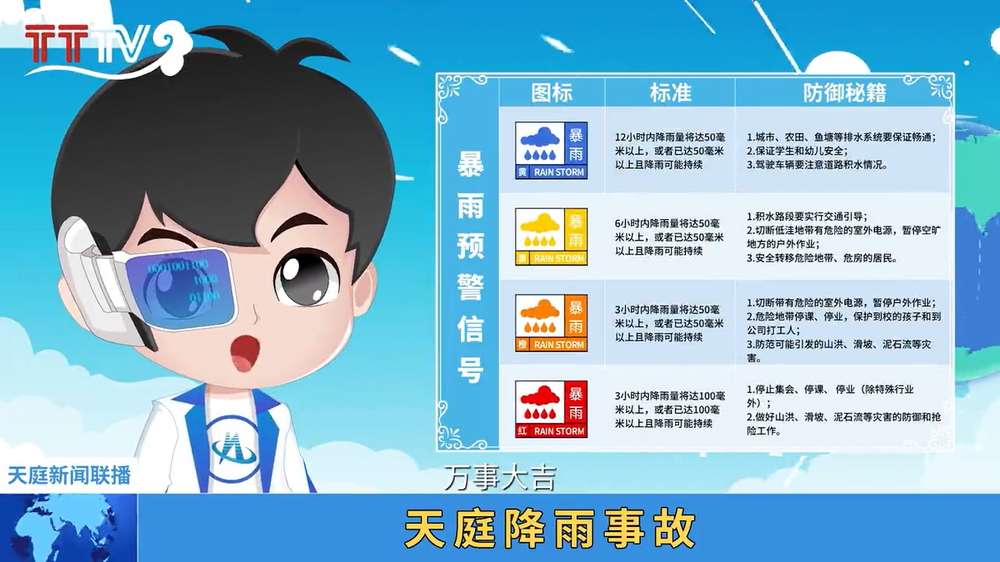 TTTV
图标 标准 防御秘籍
暴雨预警信号
暴雨
黄 RAIN STORM
12小时内降雨量将达50毫
米以上，或者已达50毫米
以上且降雨可能持续
1.城市、农田、鱼塘等排水系统要保证畅通；
2.保证学生和幼儿安全；
3.驾驶车辆要注意道路积水情况。
暴雨
黄 RAIN STORM
6小时内降雨量将达50毫
米以上，或者已达50毫米
以上且降雨可能持续
1.积水路段要实行交通引导；
2.切断低洼地带有危险的室外电源，暂停空旷
地方的户外作业；
3.安全转移危险地带、危房的居民。
暴雨
橙 RAIN STORM
3小时内降雨量将达50毫
米以上，或者已达50毫米
以上且降雨可能持续
1.切断带有危险的室外电源，暂停户外作业；
2.危险地带停课、停业，保护到校的孩子和到
公司打工人；
3.防范可能引发的山洪、滑坡、泥石流等灾
害。
暴雨
红 RAIN STORM
3小时内降雨量将达100毫
米以上，或者已达100毫
米以上且降雨可能持续
1.停止集会、停课、停业（除特殊行业
外）；
2.做好山洪、滑坡、泥石流等灾害的防御和抢
险工作。
0001001100
1000
01100
天庭新闻联播
万事大吉
天庭降雨事故